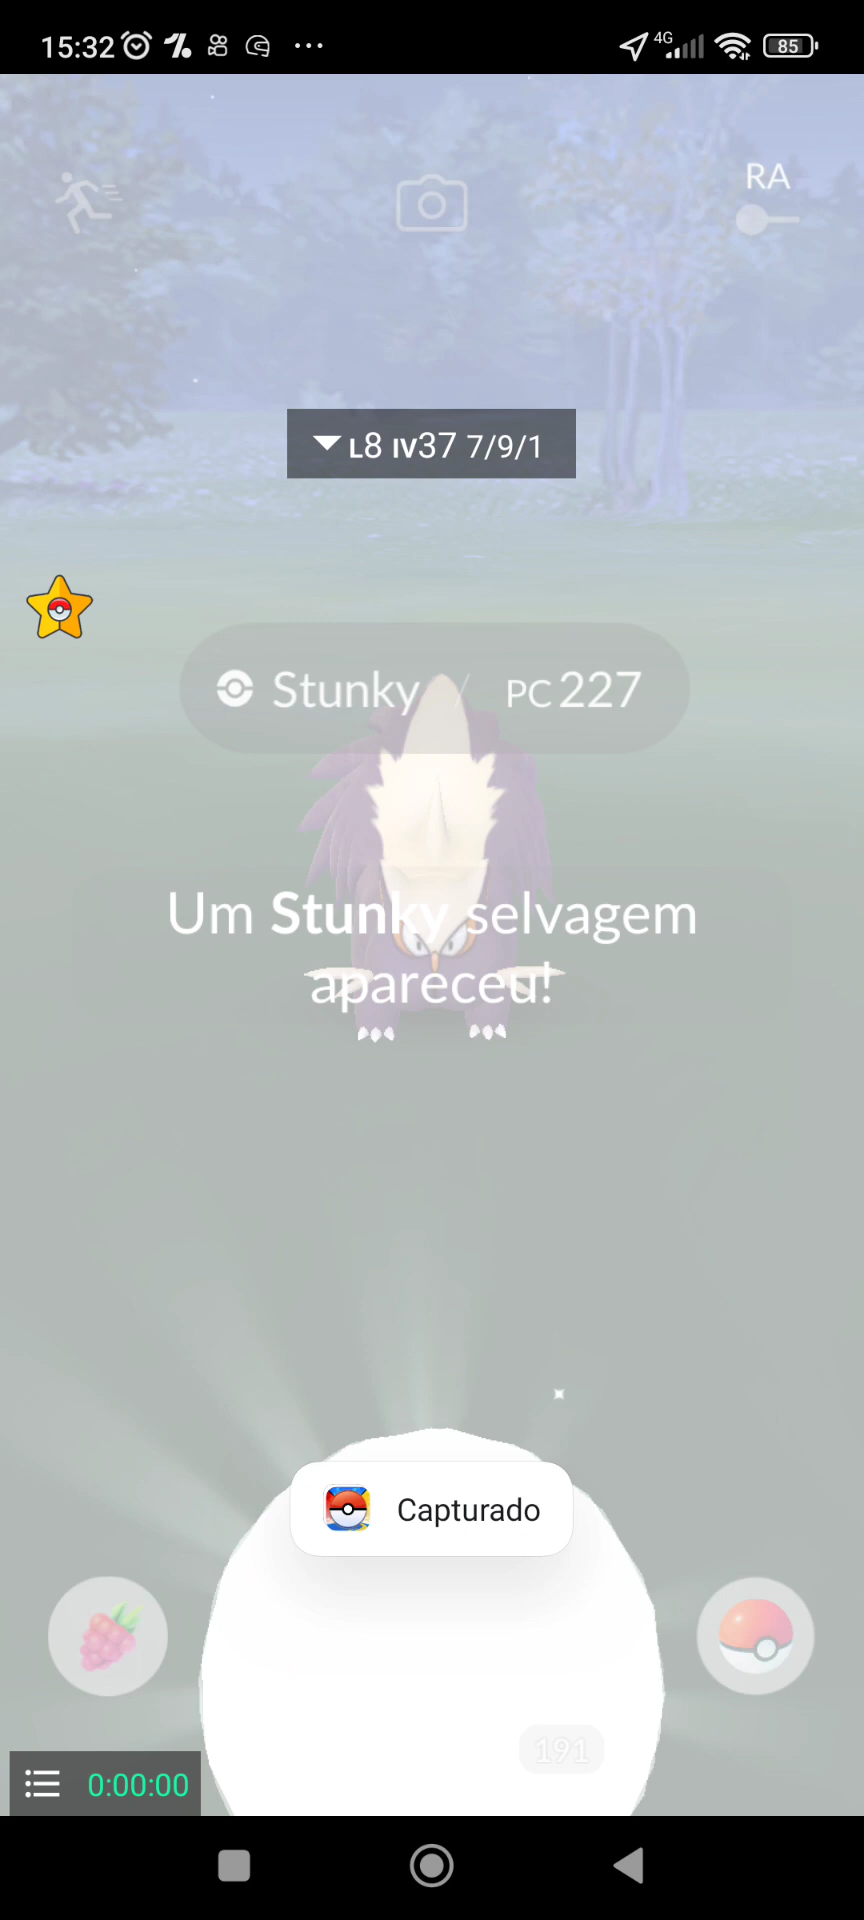 15:32
4G
85
RA
L8 IV37 7/9/1
Stunky / PC 227
Um Stunky selvagem
apareceu!
Capturado
191
0:00:00